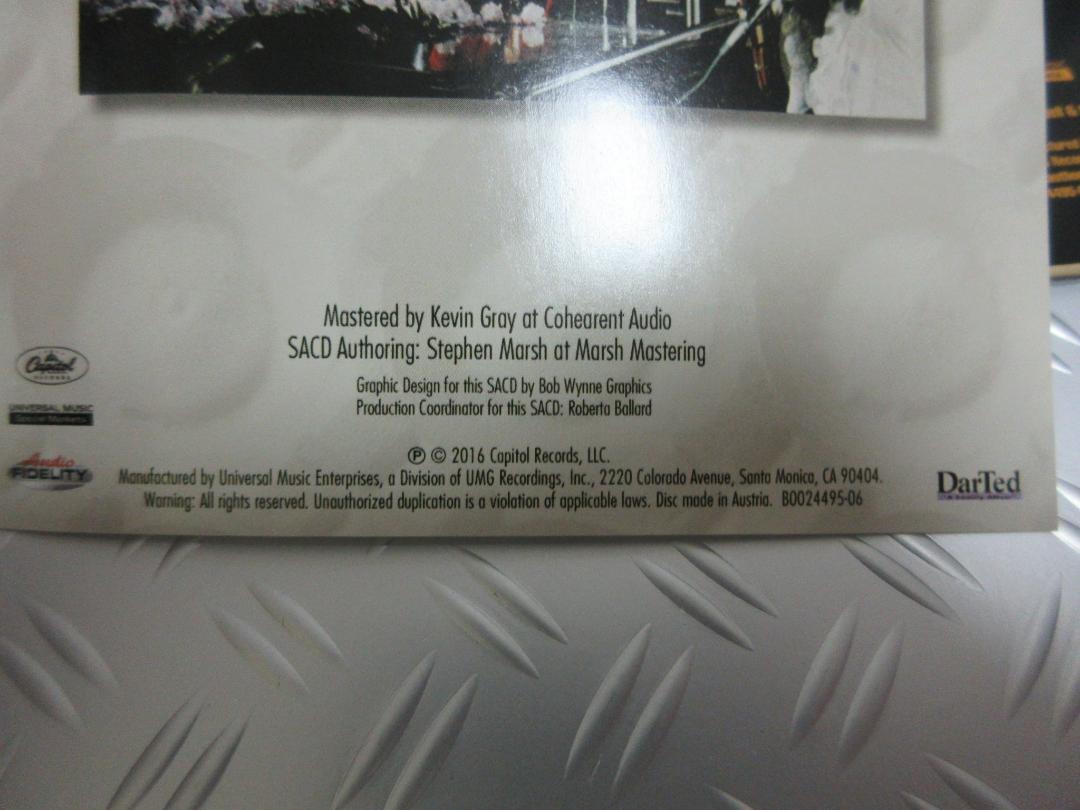 Mastered by Kevin Gray at Cohearent Audio
SACD Authoring: Stephen Marsh at Marsh Mastering
Graphic Design for this SACD by Bob Wynne Graphics
Production Coordinator for this SACD: Roberta Ballard
Capitol
RECORDS
UNIVERSAL MUSIC
Special Markets
Audio
FIDELITY
℗ © 2016 Capitol Records, LLC.
Manufactured by Universal Music Enterprises, a Division of UMG Recordings, Inc., 2220 Colorado Avenue, Santa Monica, CA 90404.
Warning: All rights reserved. Unauthorized duplication is a violation of applicable laws. Disc made in Austria. B0024495-06
DarTed